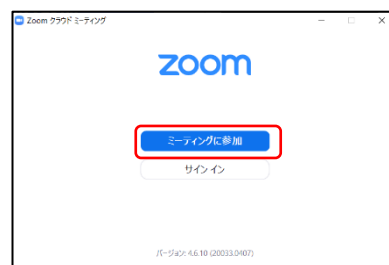 Zoom クラウド ミーティング
zoom
ミーティングに参加
サイン イン
バージョン: 4.6.10 (20033.0407)